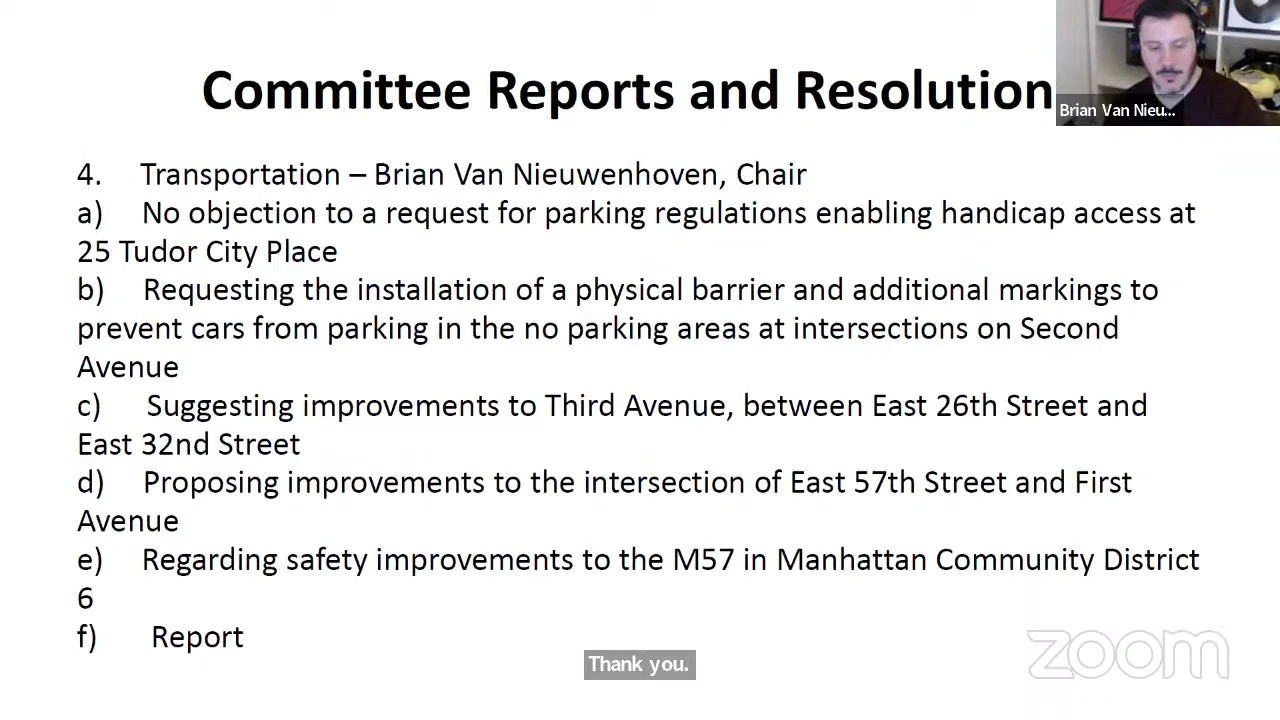 Committee Reports and Resolution
Brian Van Nieu...
4. Transportation – Brian Van Nieuwenhoven, Chair
a) No objection to a request for parking regulations enabling handicap access at
25 Tudor City Place
b) Requesting the installation of a physical barrier and additional markings to
prevent cars from parking in the no parking areas at intersections on Second
Avenue
c) Suggesting improvements to Third Avenue, between East 26th Street and
East 32nd Street
d) Proposing improvements to the intersection of East 57th Street and First
Avenue
e) Regarding safety improvements to the M57 in Manhattan Community District
6
f) Report
Thank you.
zoom